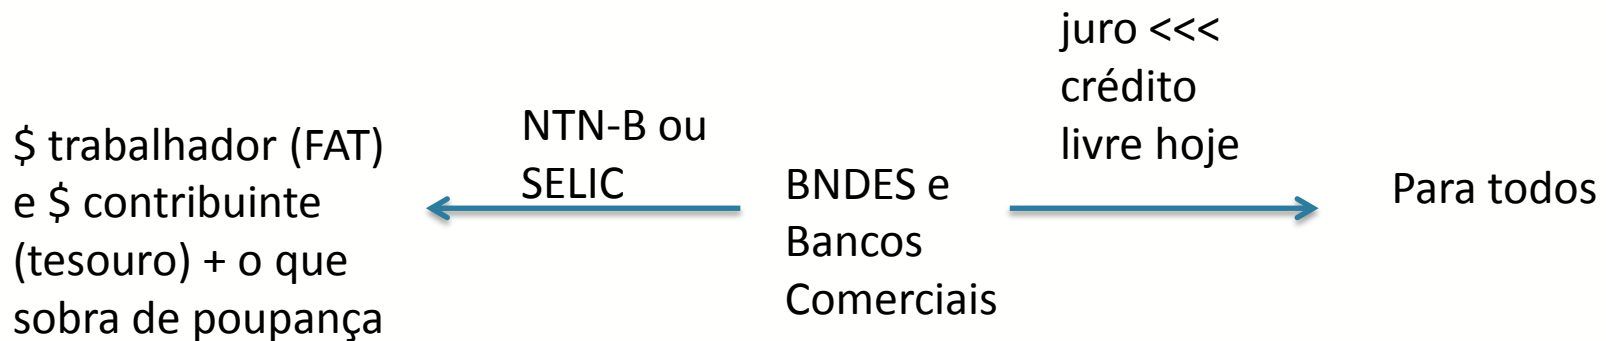 $ trabalhador (FAT)
e $ contribuinte
(tesouro) + o que
sobra de poupança
NTN-B ou
SELIC
BNDES e
Bancos
Comerciais
juro <<<
crédito
livre hoje
Para todos